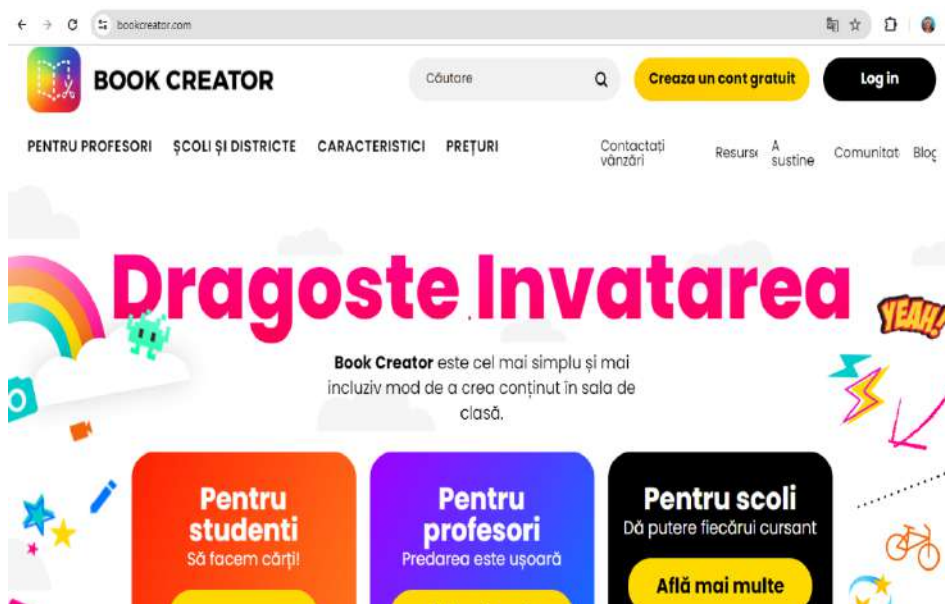 bookcreator.com
BOOK CREATOR
Căutare
Creaza un cont gratuit
Log in
PENTRU PROFESORI ȘCOLI ȘI DISTRICTE CARACTERISTICI PREȚURI
Contactați
vânzări
Resurse
A
sustine
Comunitat
Blog
Dragoste Invatarea
YEAH!
Book Creator este cel mai simplu și mai
incluziv mod de a crea conținut în sala de
clasă.
Pentru
studenti
Să facem cărți!
Pentru
profesori
Predarea este ușoară
Pentru scoli
Dă putere fiecărui cursant
Află mai multe